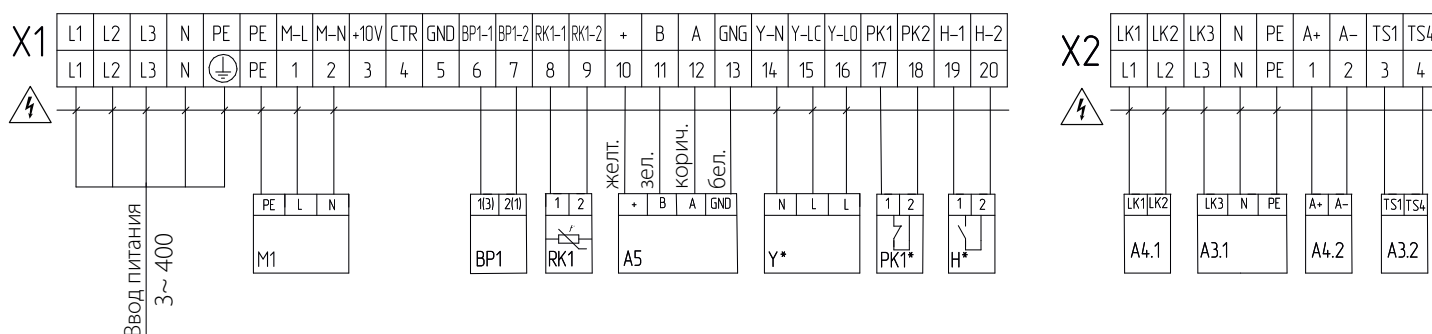 X1
L1 L2 L3 N PE PE M-L M-N +10V CTR GND BP1-1 BP1-2 RK1-1 RK1-2 + B A GNG Y-N Y-LC Y-LO PK1 PK2 H-1 H-2
L1 L2 L3 N PE 1 2 3 4 5 6 7 8 9 10 11 12 13 14 15 16 17 18 19 20
X2
LK1 LK2 LK3 N PE A+ A- TS1 TS4
L1 L2 L3 N PE 1 2 3 4
желт.
зел.
корич.
бел.
PE L N
M1
1(3) 2(1)
BP1
1 2
RK1
+ B A GND
A5
N L L
Y*
1 2
PK1*
1 2
H*
LK1 LK2
A4.1
LK3 N PE
A3.1
A+ A-
A4.2
TS1 TS4
A3.2
Ввод питания
3~ 400